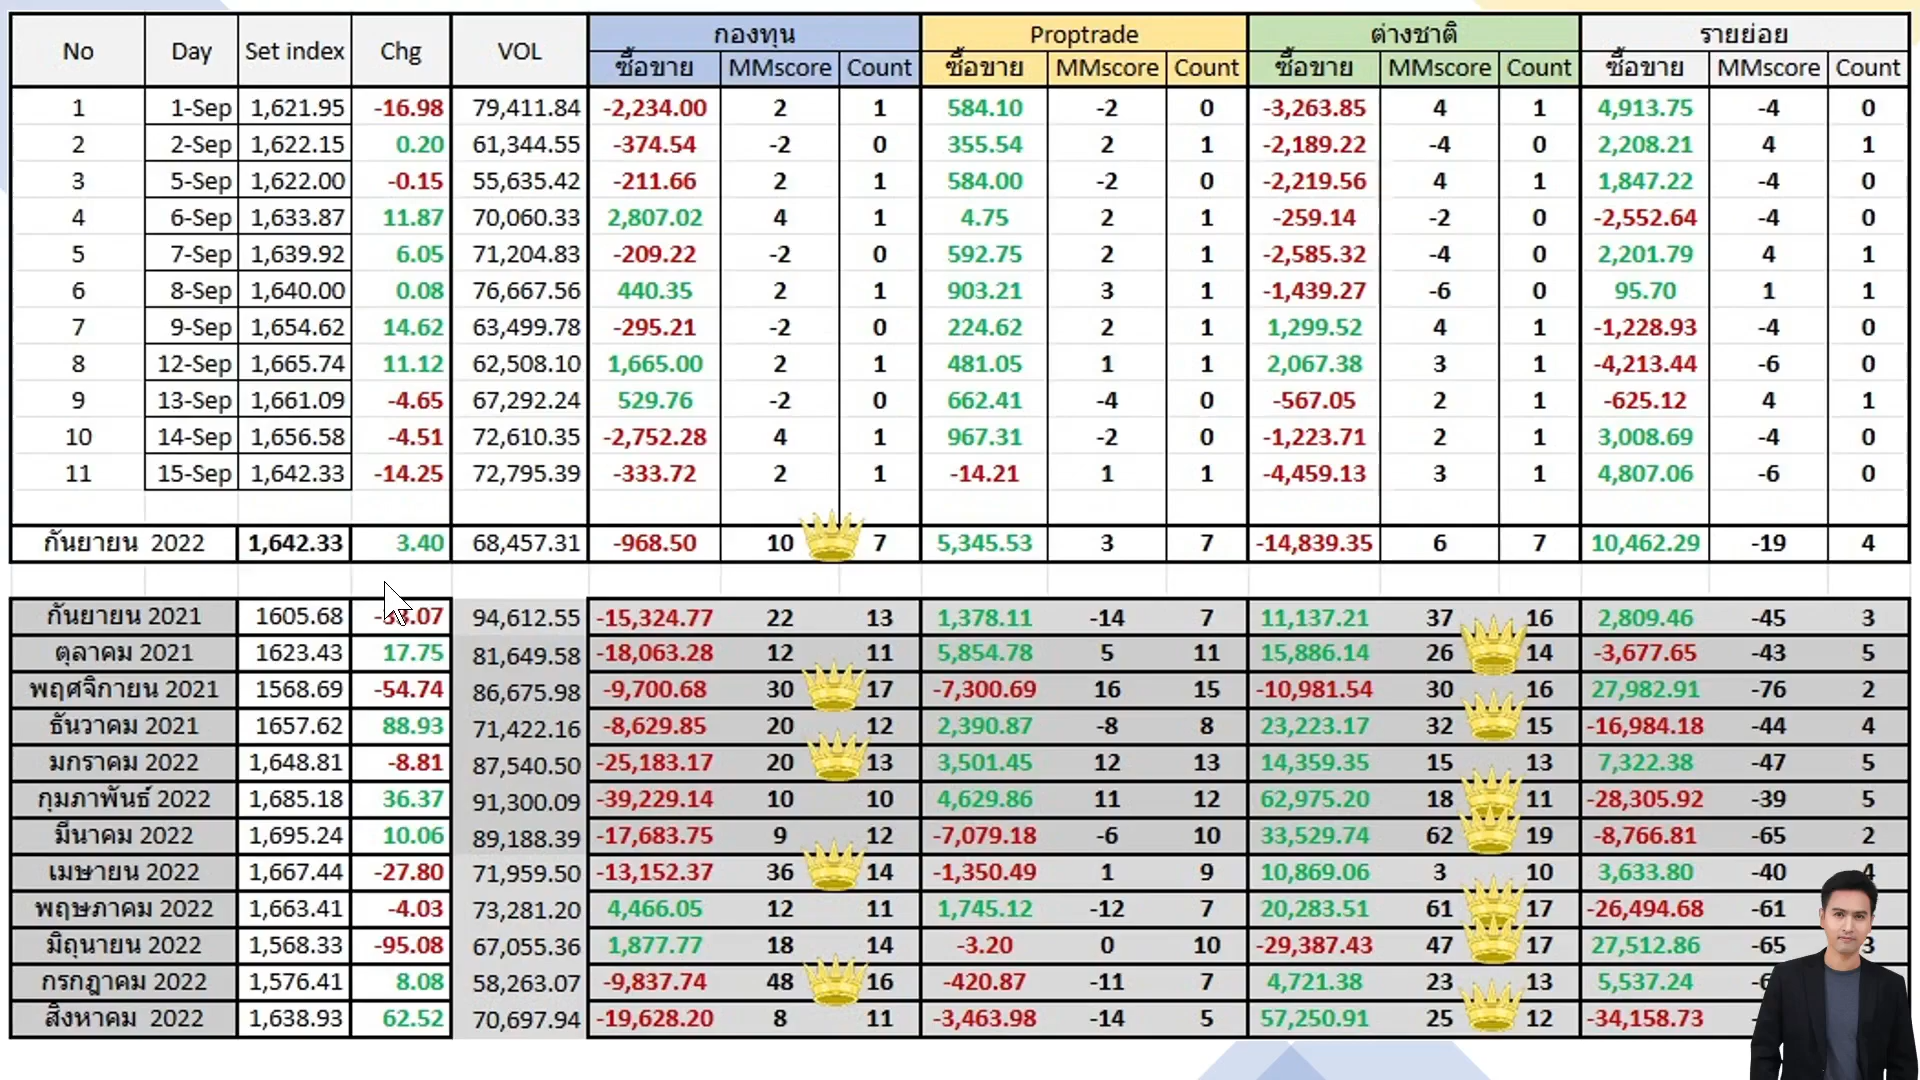 No Day Set index Chg VOL กองทุน Proptrade ต่างชาติ รายย่อย
ซื้อขาย MMscore Count ซื้อขาย MMscore Count ซื้อขาย MMscore Count ซื้อขาย MMscore Count
1 1-Sep 1,621.95 -16.98 79,411.84 -2,234.00 2 1 584.10 -2 0 -3,263.85 4 1 4,913.75 -4 0
2 2-Sep 1,622.15 0.20 61,344.55 -374.54 -2 0 355.54 2 1 -2,189.22 -4 0 2,208.21 4 1
3 5-Sep 1,622.00 -0.15 55,635.42 -211.66 2 1 584.00 -2 0 -2,219.56 4 1 1,847.22 -4 0
4 6-Sep 1,633.87 11.87 70,060.33 2,807.02 4 1 4.75 2 1 -259.14 -2 0 -2,552.64 -4 0
5 7-Sep 1,639.92 6.05 71,204.83 -209.22 -2 0 592.75 2 1 -2,585.32 -4 0 2,201.79 4 1
6 8-Sep 1,640.00 0.08 76,667.56 440.35 2 1 903.21 3 1 -1,439.27 -6 0 95.70 1 1
7 9-Sep 1,654.62 14.62 63,499.78 -295.21 -2 0 224.62 2 1 1,299.52 4 1 -1,228.93 -4 0
8 12-Sep 1,665.74 11.12 62,508.10 1,665.00 2 1 481.05 1 1 2,067.38 3 1 -4,213.44 -6 0
9 13-Sep 1,661.09 -4.65 67,292.24 529.76 -2 0 662.41 -4 0 -567.05 2 1 -625.12 4 1
10 14-Sep 1,656.58 -4.51 72,610.35 -2,752.28 4 1 967.31 -2 0 -1,223.71 2 1 3,008.69 -4 0
11 15-Sep 1,642.33 -14.25 72,795.39 -333.72 2 1 -14.21 1 1 -4,459.13 3 1 4,807.06 -6 0
กันยายน 2022 1,642.33 3.40 68,457.31 -968.50 10 7 5,345.53 3 7 -14,839.35 6 7 10,462.29 -19 4
กันยายน 2021 1605.68 94,612.55 -15,324.77 22 13 1,378.11 -14 7 11,137.21 37 16 2,809.46 -45 3
ตุลาคม 2021 1623.43 17.75 81,649.58 -18,063.28 12 11 5,854.78 5 11 15,886.14 26 14 -3,677.65 -43 5
พฤศจิกายน 2021 1568.69 -54.74 86,675.98 -9,700.68 30 17 -7,300.69 16 15 -10,981.54 30 16 27,982.91 -76 2
ธันวาคม 2021 1657.62 88.93 71,422.16 -8,629.85 20 12 2,390.87 -8 8 23,223.17 32 15 -16,984.18 -44 4
มกราคม 2022 1,648.81 -8.81 87,540.50 -25,183.17 20 13 3,501.45 12 13 14,359.35 15 13 7,322.38 -47 5
กุมภาพันธ์ 2022 1,685.18 36.37 91,300.09 -39,229.14 10 10 4,629.86 11 12 62,975.20 18 11 -28,305.92 -39 5
มีนาคม 2022 1,695.24 10.06 89,188.39 -17,683.75 9 12 -7,079.18 -6 10 33,529.74 62 19 -8,766.81 -65 2
เมษายน 2022 1,667.44 -27.80 71,959.50 -13,152.37 36 14 -1,350.49 1 9 10,869.06 3 10 3,633.80 -40 4
พฤษภาคม 2022 1,663.41 -4.03 73,281.20 4,466.05 12 11 1,745.12 -12 7 20,283.51 61 17 -26,494.68 -61
มิถุนายน 2022 1,568.33 -95.08 67,055.36 1,877.77 18 14 -3.20 0 10 -29,387.43 47 17 27,512.86 -65 3
กรกฎาคม 2022 1,576.41 8.08 58,263.07 -9,837.74 48 16 -420.87 -11 7 4,721.38 23 13 5,537.24
สิงหาคม 2022 1,638.93 62.52 70,697.94 -19,628.20 8 11 -3,463.98 -14 5 57,250.91 25 12 -34,158.73